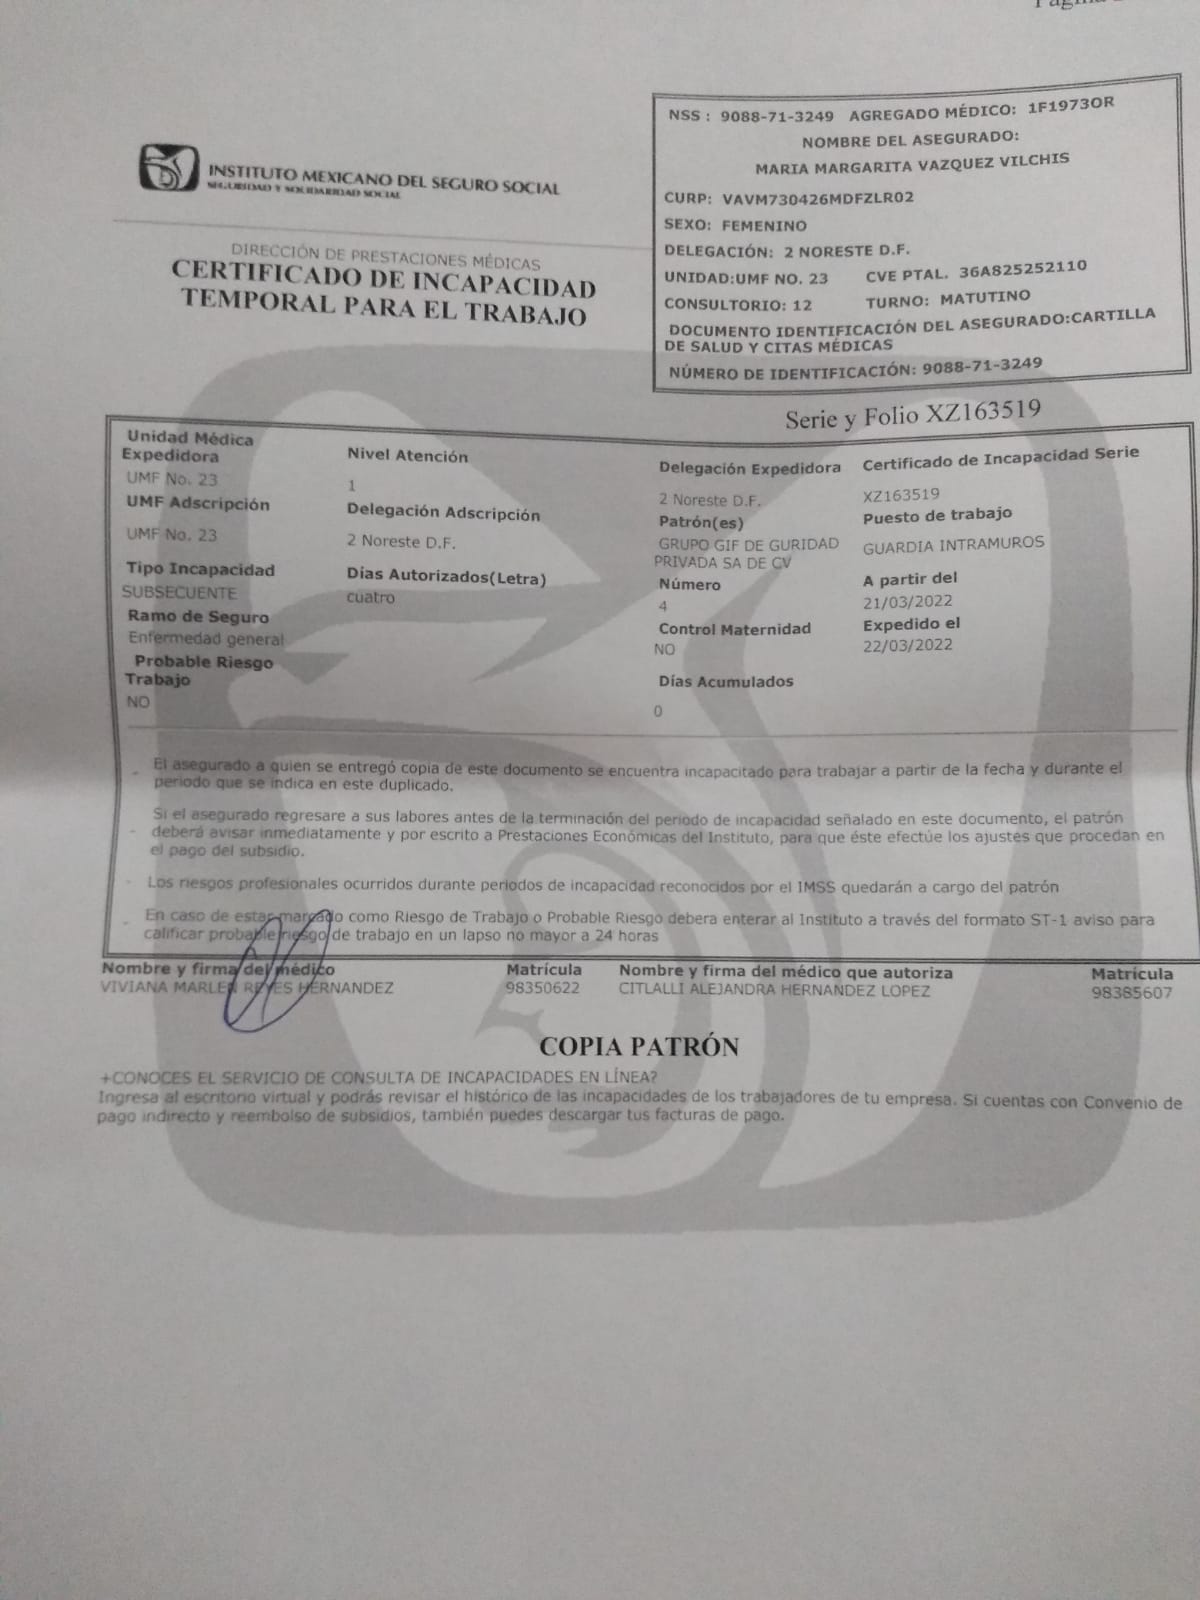 NSS : 9088-71-3249 AGREGADO MÉDICO: 1F1973OR
NOMBRE DEL ASEGURADO:
MARIA MARGARITA VAZQUEZ VILCHIS
CURP: VAVM730426MDFZLR02
SEXO: FEMENINO
DELEGACIÓN: 2 NORESTE D.F.
UNIDAD:UMF NO. 23 CVE PTAL. 36A825252110
CONSULTORIO: 12 TURNO: MATUTINO
DOCUMENTO IDENTIFICACIÓN DEL ASEGURADO:CARTILLA
DE SALUD Y CITAS MÉDICAS
NÚMERO DE IDENTIFICACIÓN: 9088-71-3249
INSTITUTO MEXICANO DEL SEGURO SOCIAL
SEGURIDAD Y SOLIDARIDAD SOCIAL
DIRECCIÓN DE PRESTACIONES MÉDICAS
CERTIFICADO DE INCAPACIDAD
TEMPORAL PARA EL TRABAJO
Serie y Folio XZ163519
Unidad Médica
Expedidora
UMF No. 23
Nivel Atención
1
Delegación Expedidora
2 Noreste D.F.
Certificado de Incapacidad Serie
XZ163519
UMF Adscripción
UMF No. 23
Delegación Adscripción
2 Noreste D.F.
Patrón(es)
GRUPO GIF DE GURIDAD
PRIVADA SA DE CV
Puesto de trabajo
GUARDIA INTRAMUROS
Tipo Incapacidad
SUBSECUENTE
Días Autorizados(Letra)
cuatro
Número
4
A partir del
21/03/2022
Ramo de Seguro
Enfermedad general
Control Maternidad
NO
Expedido el
22/03/2022
Probable Riesgo
Trabajo
NO
Días Acumulados
0
- El asegurado a quien se entregó copia de este documento se encuentra incapacitado para trabajar a partir de la fecha y durante el
periodo que se indica en este duplicado.
- Si el asegurado regresare a sus labores antes de la terminación del periodo de incapacidad señalado en este documento, el patrón
deberá avisar inmediatamente y por escrito a Prestaciones Económicas del Instituto, para que éste efectúe los ajustes que procedan en
el pago del subsidio.
- Los riesgos profesionales ocurridos durante periodos de incapacidad reconocidos por el IMSS quedarán a cargo del patrón
- En caso de estar marcado como Riesgo de Trabajo o Probable Riesgo debera enterar al Instituto a través del formato ST-1 aviso para
calificar probable riesgo de trabajo en un lapso no mayor a 24 horas
Nombre y firma del médico Matrícula Nombre y firma del médico que autoriza Matrícula
VIVIANA MARLEN REYES HERNANDEZ 98350622 CITLALLI ALEJANDRA HERNANDEZ LOPEZ 98385607
COPIA PATRÓN
+CONOCES EL SERVICIO DE CONSULTA DE INCAPACIDADES EN LÍNEA?
Ingresa al escritorio virtual y podrás revisar el histórico de las incapacidades de los trabajadores de tu empresa. Si cuentas con Convenio de
pago indirecto y reembolso de subsidios, también puedes descargar tus facturas de pago.